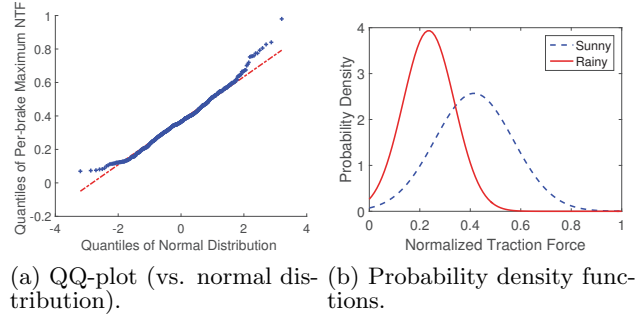 Quantiles of Per-brake Maximum NTF
1
0.8
0.6
0.4
0.2
0
-0.2
-4
-2
0
2
4
Quantiles of Normal Distribution
(a) QQ-plot (vs. normal dis-
tribution).
Probability Density
4
3
2
1
0
0
0.2
0.4
0.6
0.8
1
Normalized Traction Force
Sunny
Rainy
(b) Probability density func-
tions.